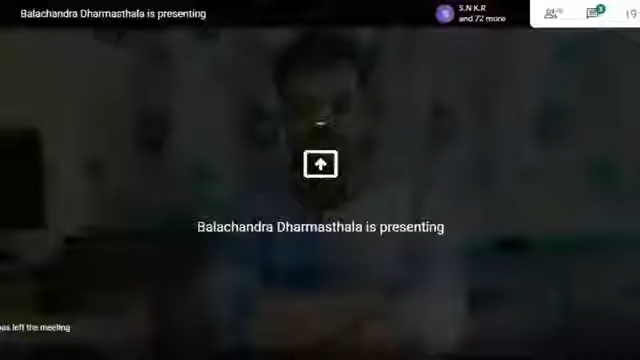 Balachandra Dharmasthala is presenting
S.N K.R
and 72 more
Balachandra Dharmasthala is presenting
has left the meeting